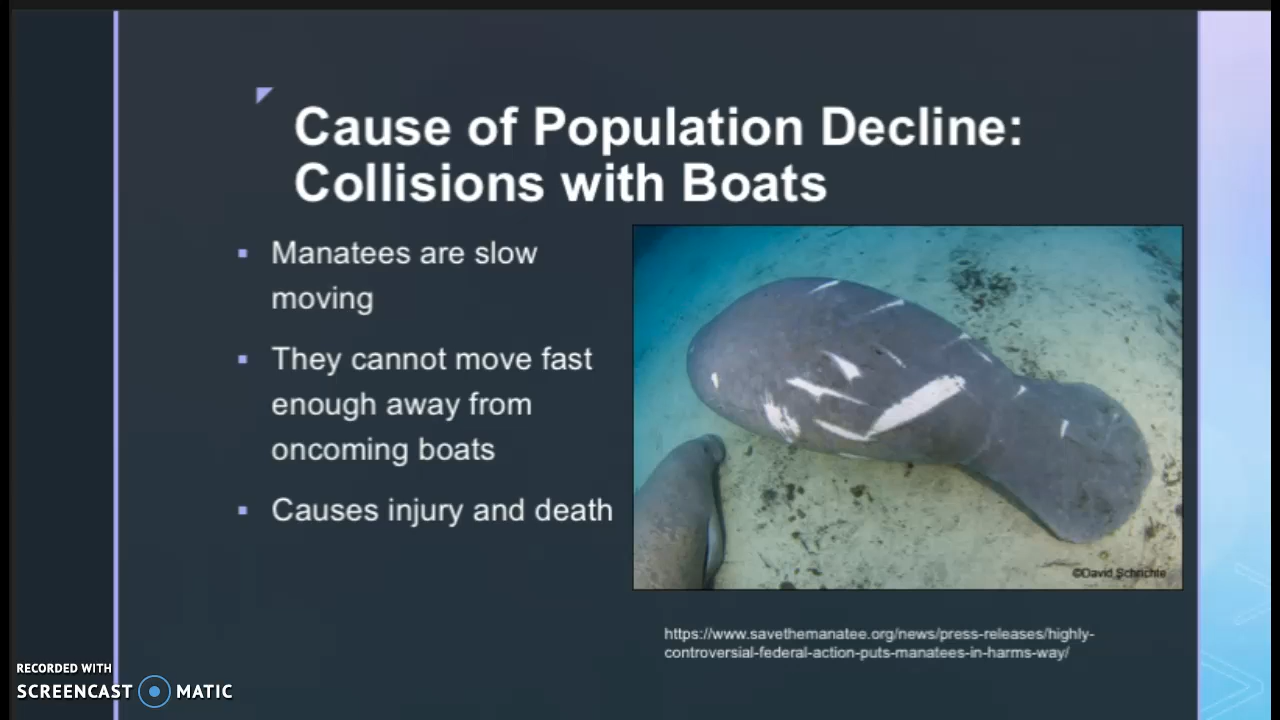 Cause of Population Decline:
Collisions with Boats
Manatees are slow
moving
They cannot move fast
enough away from
oncoming boats
Causes injury and death
©David Schrichte
https://www.savethemanatee.org/news/press-releases/highly-
controversial-federal-action-puts-manatees-in-harms-way/
RECORDED WITH
SCREENCAST MATIC